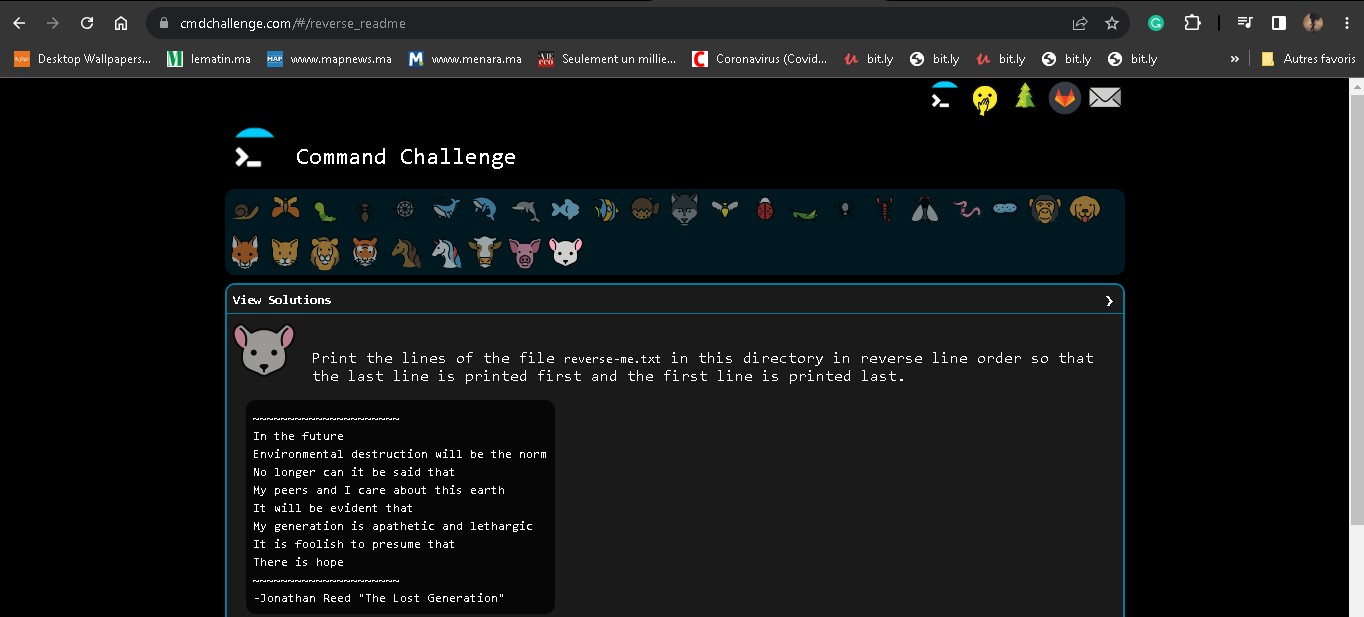 cmdchallenge.com/#/reverse_readme
Desktop Wallpapers... lematin.ma MAP www.mapnews.ma www.menara.ma Seulement un millie... Coronavirus (Covid... bit.ly bit.ly bit.ly bit.ly bit.ly » Autres favoris
Command Challenge
View Solutions
Print the lines of the file reverse-me.txt in this directory in reverse line order so that
the last line is printed first and the first line is printed last.
~~~~~~~~~~~~~~~~~~~~~
In the future
Environmental destruction will be the norm
No longer can it be said that
My peers and I care about this earth
It will be evident that
My generation is apathetic and lethargic
It is foolish to presume that
There is hope
~~~~~~~~~~~~~~~~~~~~~
-Jonathan Reed "The Lost Generation"